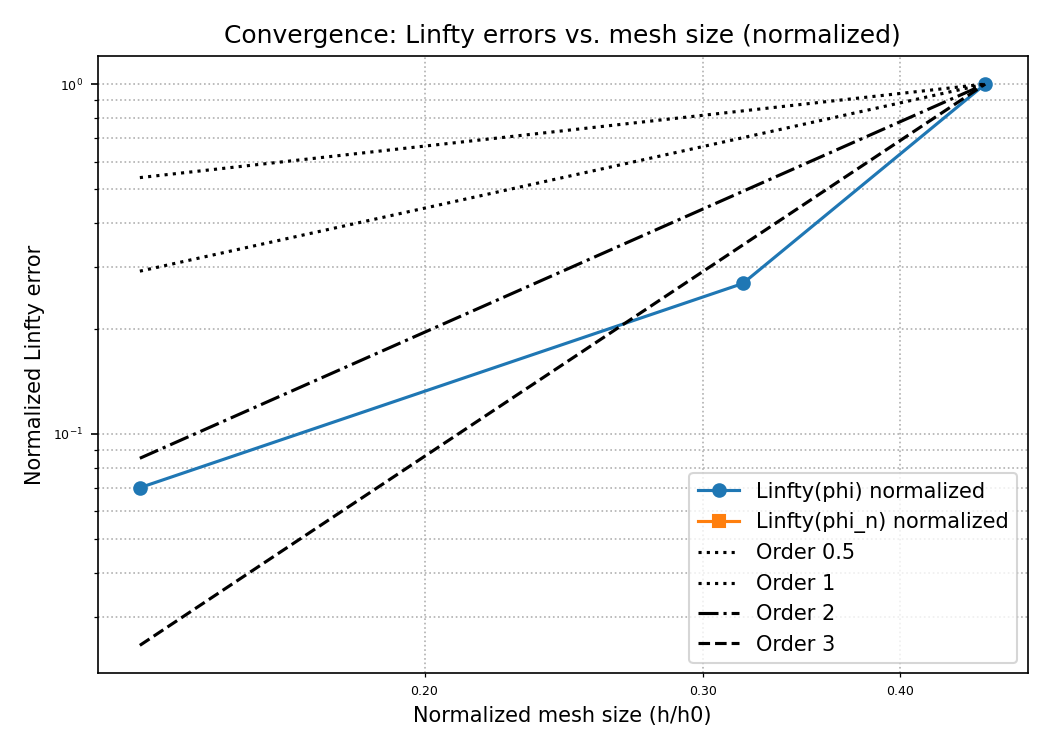 Convergence: Linfty errors vs. mesh size (normalized)
Normalized Linfty error
10⁰
10⁻¹
Linfty(phi) normalized
Linfty(phi_n) normalized
Order 0.5
Order 1
Order 2
Order 3
0.20 0.30 0.40
Normalized mesh size (h/h0)